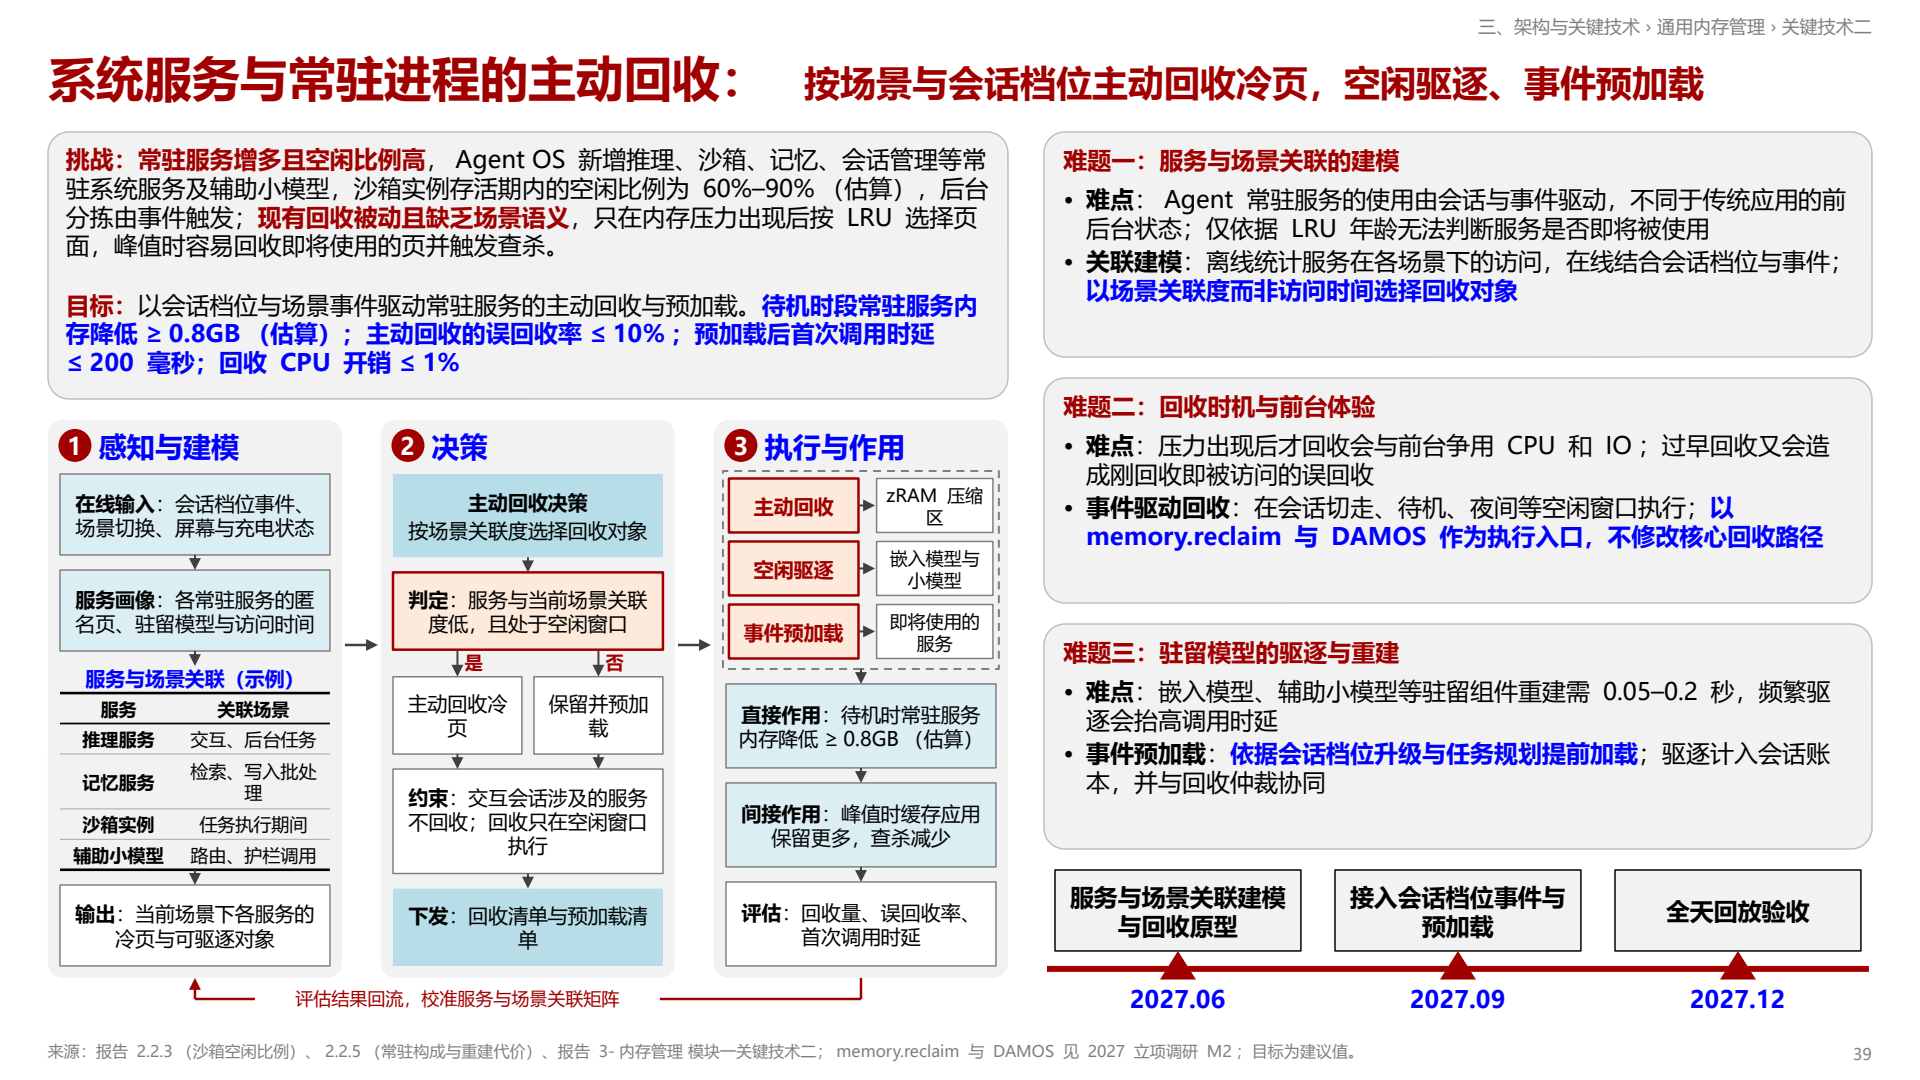 三、架构与关键技术 › 通用内存管理 › 关键技术二
系统服务与常驻进程的主动回收： 按场景与会话档位主动回收冷页，空闲驱逐、事件预加载
挑战：常驻服务增多且空闲比例高， Agent OS 新增推理、沙箱、记忆、会话管理等常
驻系统服务及辅助小模型，沙箱实例存活期内的空闲比例为 60%–90% （估算），后台
分拣由事件触发；现有回收被动且缺乏场景语义，只在内存压力出现后按 LRU 选择页
面，峰值时容易回收即将使用的页并触发查杀。
目标：以会话档位与场景事件驱动常驻服务的主动回收与预加载。待机时段常驻服务内
存降低 ≥ 0.8GB （估算）；主动回收的误回收率 ≤ 10%；预加载后首次调用时延
≤ 200 毫秒；回收 CPU 开销 ≤ 1%
1 感知与建模
在线输入：会话档位事件、
场景切换、屏幕与充电状态
服务画像：各常驻服务的匿
名页、驻留模型与访问时间
服务与场景关联（示例）
服务 关联场景
推理服务 交互、后台任务
记忆服务 检索、写入批处
理
沙箱实例 任务执行期间
辅助小模型 路由、护栏调用
输出：当前场景下各服务的
冷页与可驱逐对象
2 决策
主动回收决策
按场景关联度选择回收对象
判定：服务与当前场景关联
度低，且处于空闲窗口
是 否
主动回收冷
页
保留并预加
载
约束：交互会话涉及的服务
不回收；回收只在空闲窗口
执行
下发：回收清单与预加载清
单
3 执行与作用
主动回收
zRAM 压缩
区
空闲驱逐
嵌入模型与
小模型
事件预加载
即将使用的
服务
直接作用：待机时常驻服务
内存降低 ≥ 0.8GB （估算）
间接作用：峰值时缓存应用
保留更多，查杀减少
评估：回收量、误回收率、
首次调用时延
评估结果回流，校准服务与场景关联矩阵
难题一：服务与场景关联的建模
• 难点： Agent 常驻服务的使用由会话与事件驱动，不同于传统应用的前
后台状态；仅依据 LRU 年龄无法判断服务是否即将被使用
• 关联建模：离线统计服务在各场景下的访问，在线结合会话档位与事件；
以场景关联度而非访问时间选择回收对象
难题二：回收时机与前台体验
• 难点：压力出现后才回收会与前台争用 CPU 和 IO；过早回收又会造
成刚回收即被访问的误回收
• 事件驱动回收：在会话切走、待机、夜间等空闲窗口执行；以
memory.reclaim 与 DAMOS 作为执行入口，不修改核心回收路径
难题三：驻留模型的驱逐与重建
• 难点：嵌入模型、辅助小模型等驻留组件重建需 0.05–0.2 秒，频繁驱
逐会抬高调用时延
• 事件预加载：依据会话档位升级与任务规划提前加载；驱逐计入会话账
本，并与回收仲裁协同
服务与场景关联建模
与回收原型
接入会话档位事件与
预加载
全天回放验收
2027.06 2027.09 2027.12
来源：报告 2.2.3 （沙箱空闲比例）、 2.2.5 （常驻构成与重建代价）、报告 3- 内存管理 模块一关键技术二； memory.reclaim 与 DAMOS 见 2027 立项调研 M2；目标为建议值。
39